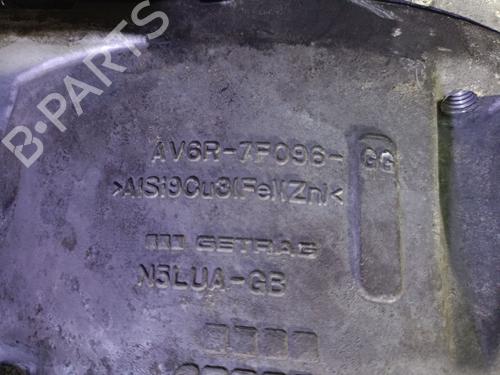 B-PARTS
AV6R-7F096- GG
>AlSi9Cu3(Fe)(Zn)<
GETRAG
N5LUA-GB